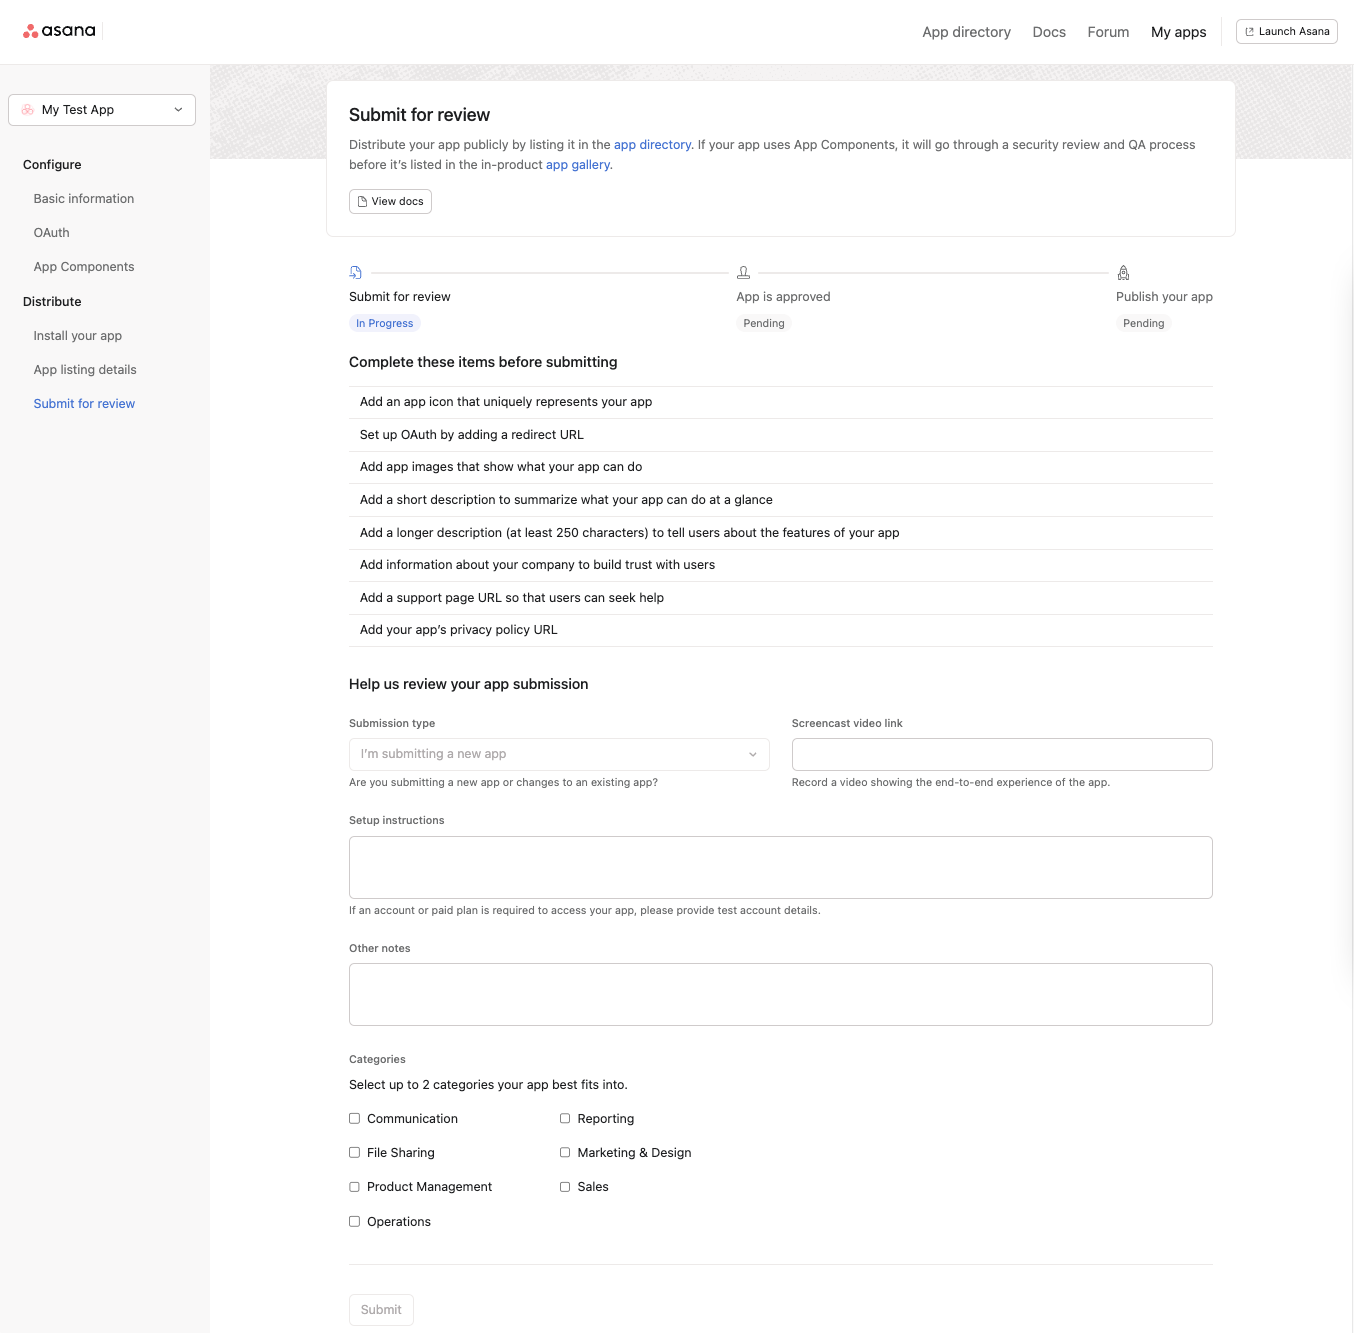 asana
App directory
Docs
Forum
My apps
Launch Asana
My Test App
Configure
Basic information
OAuth
App Components
Distribute
Install your app
App listing details
Submit for review
Submit for review
Distribute your app publicly by listing it in the app directory. If your app uses App Components, it will go through a security review and QA process
before it's listed in the in-product app gallery.
View docs
Submit for review
In Progress
App is approved
Pending
Publish your app
Pending
Complete these items before submitting
Add an app icon that uniquely represents your app
Set up OAuth by adding a redirect URL
Add app images that show what your app can do
Add a short description to summarize what your app can do at a glance
Add a longer description (at least 250 characters) to tell users about the features of your app
Add information about your company to build trust with users
Add a support page URL so that users can seek help
Add your app's privacy policy URL
Help us review your app submission
Submission type
I'm submitting a new app
Are you submitting a new app or changes to an existing app?
Screencast video link
Record a video showing the end-to-end experience of the app.
Setup instructions
If an account or paid plan is required to access your app, please provide test account details.
Other notes
Categories
Select up to 2 categories your app best fits into.
Communication
Reporting
File Sharing
Marketing & Design
Product Management
Sales
Operations
Submit